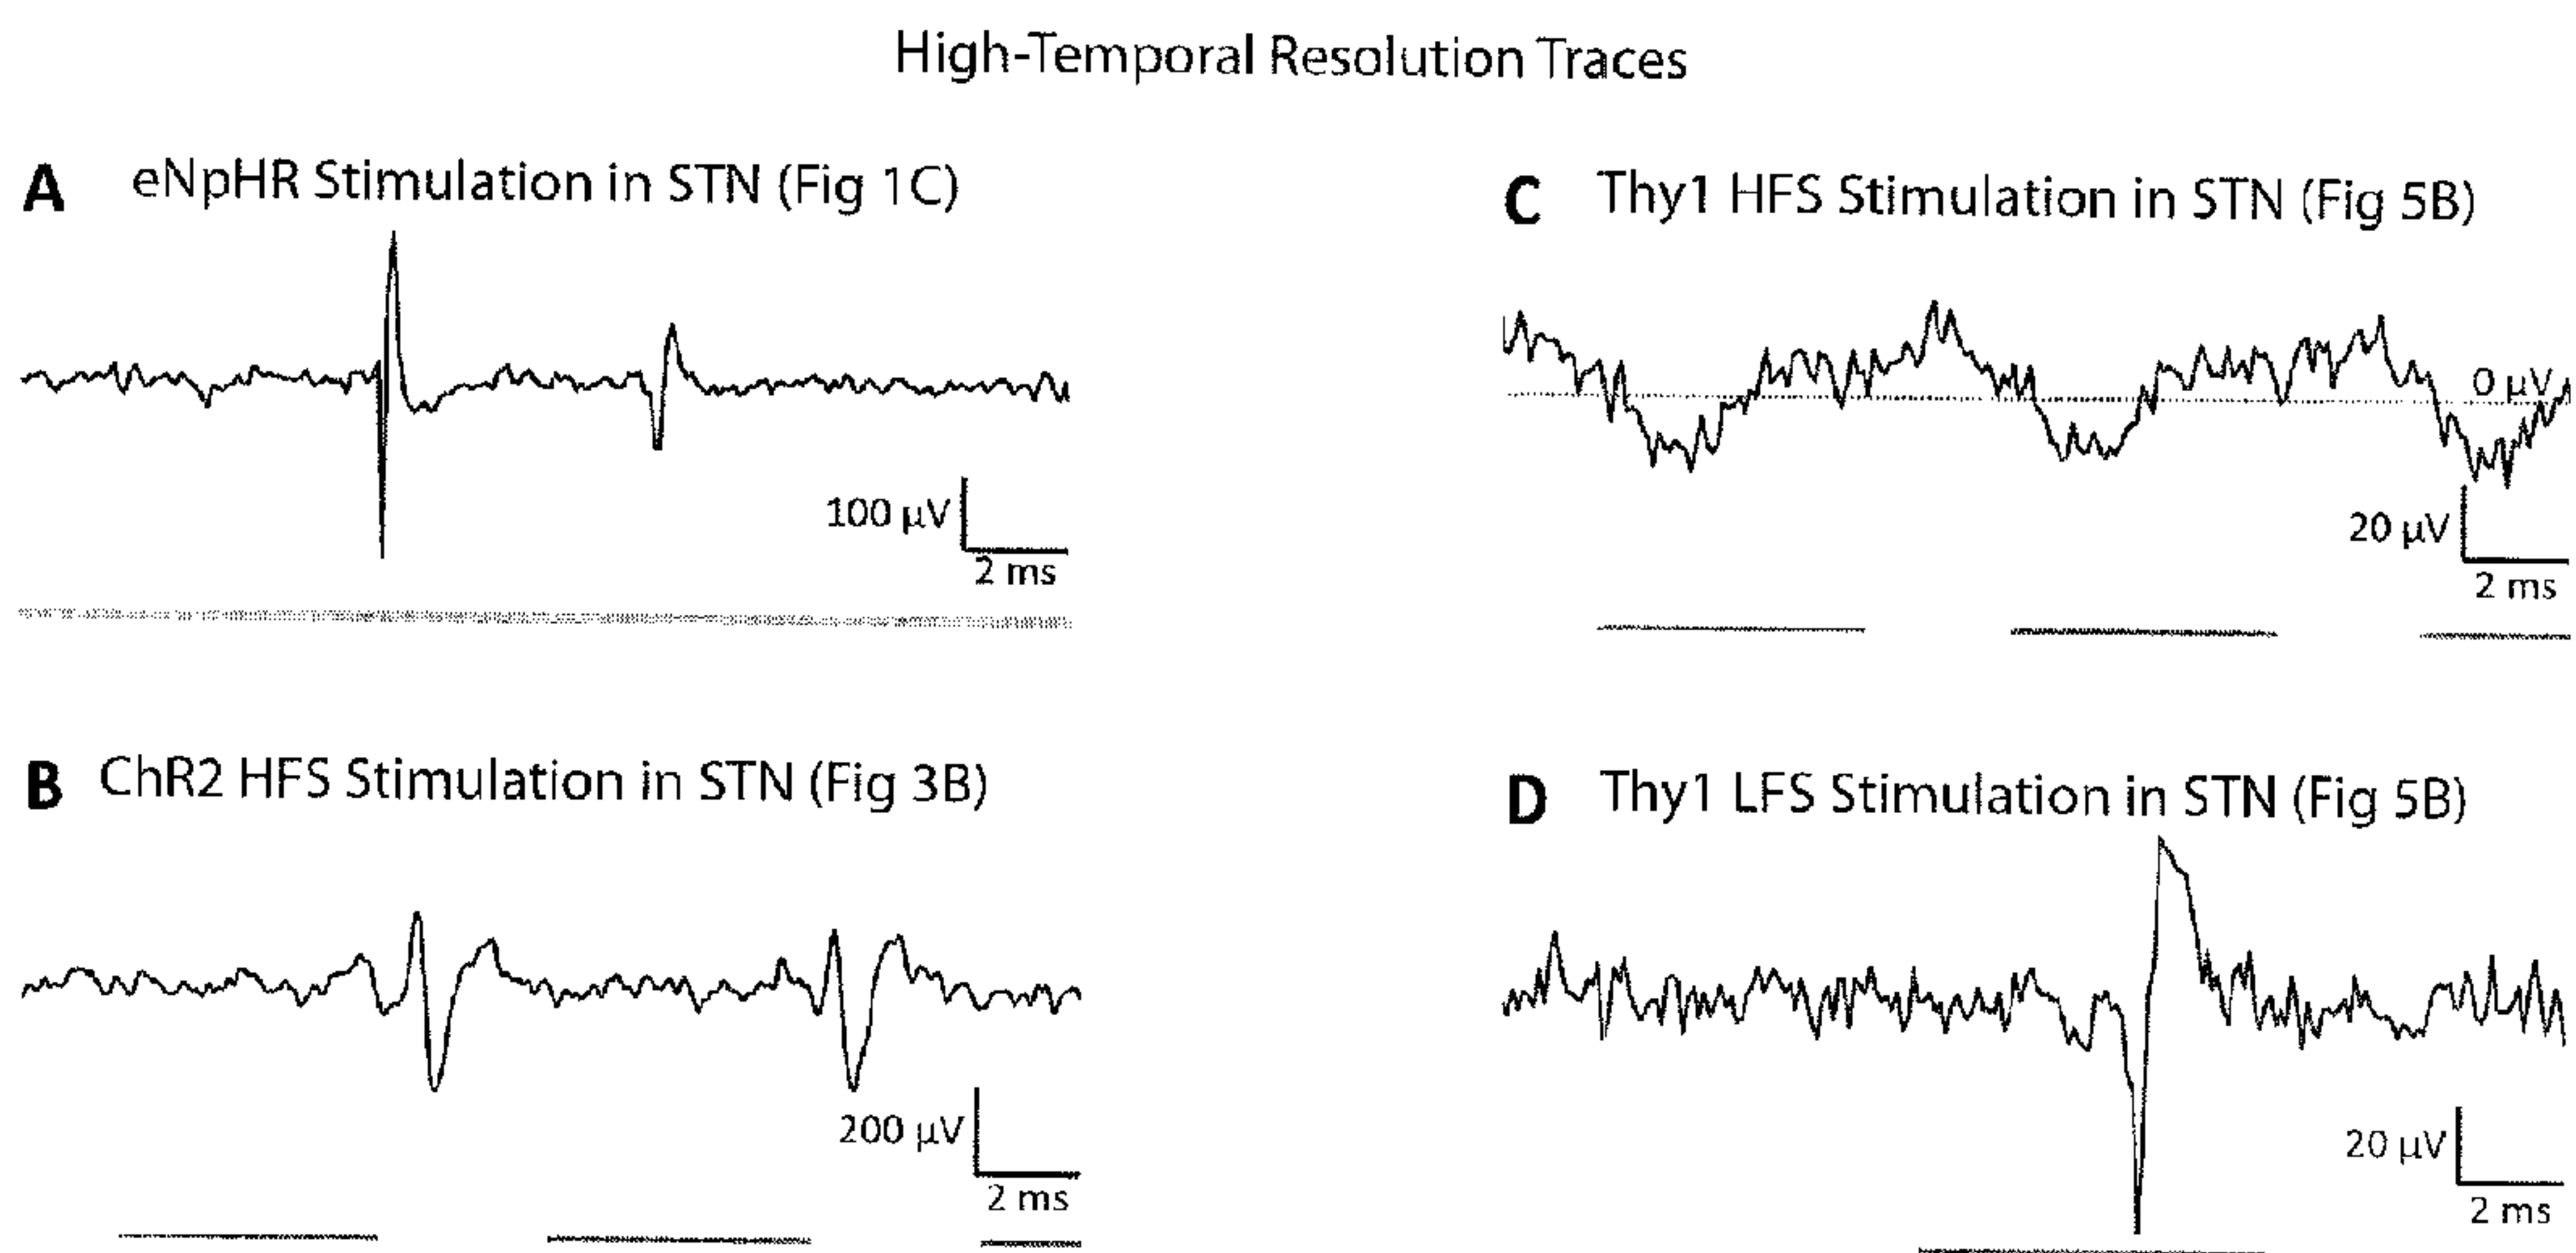 High-Temporal Resolution Traces
A eNpHR Stimulation in STN (Fig 1C)
100 µV
2 ms
B ChR2 HFS Stimulation in STN (Fig 3B)
200 µV
2 ms
C Thy1 HFS Stimulation in STN (Fig 5B)
0 µV
20 µV
2 ms
D Thy1 LFS Stimulation in STN (Fig 5B)
20 µV
2 ms